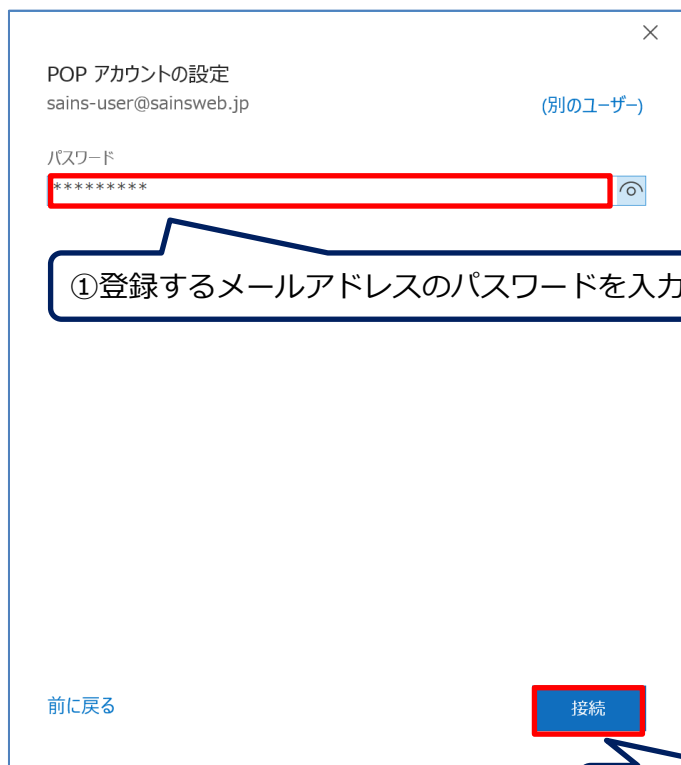 POP アカウントの設定
sains-user@sainsweb.jp
(別のユーザー)
パスワード
*********
①登録するメールアドレスのパスワードを入力
前に戻る
接続